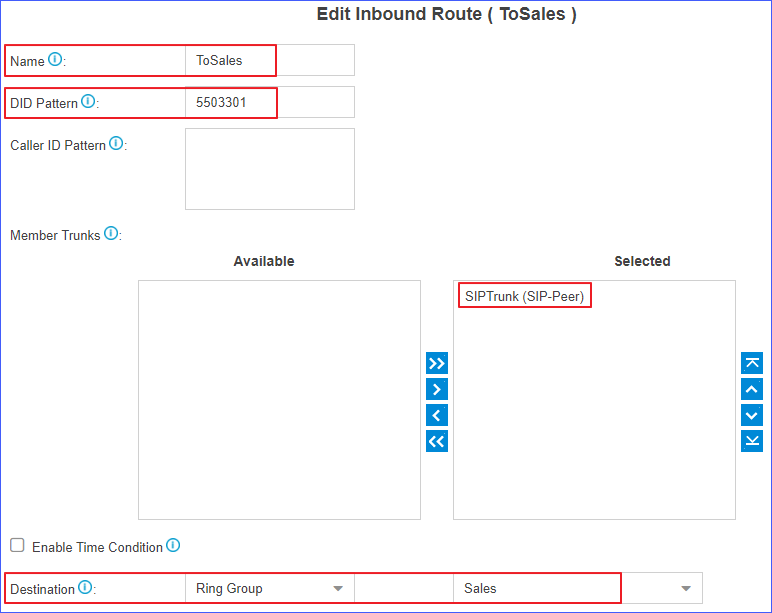 Edit Inbound Route ( ToSales )
Name : ToSales
DID Pattern : 5503301
Caller ID Pattern :
Member Trunks :
Available Selected
SIPTrunk (SIP-Peer)
Enable Time Condition
Destination : Ring Group Sales